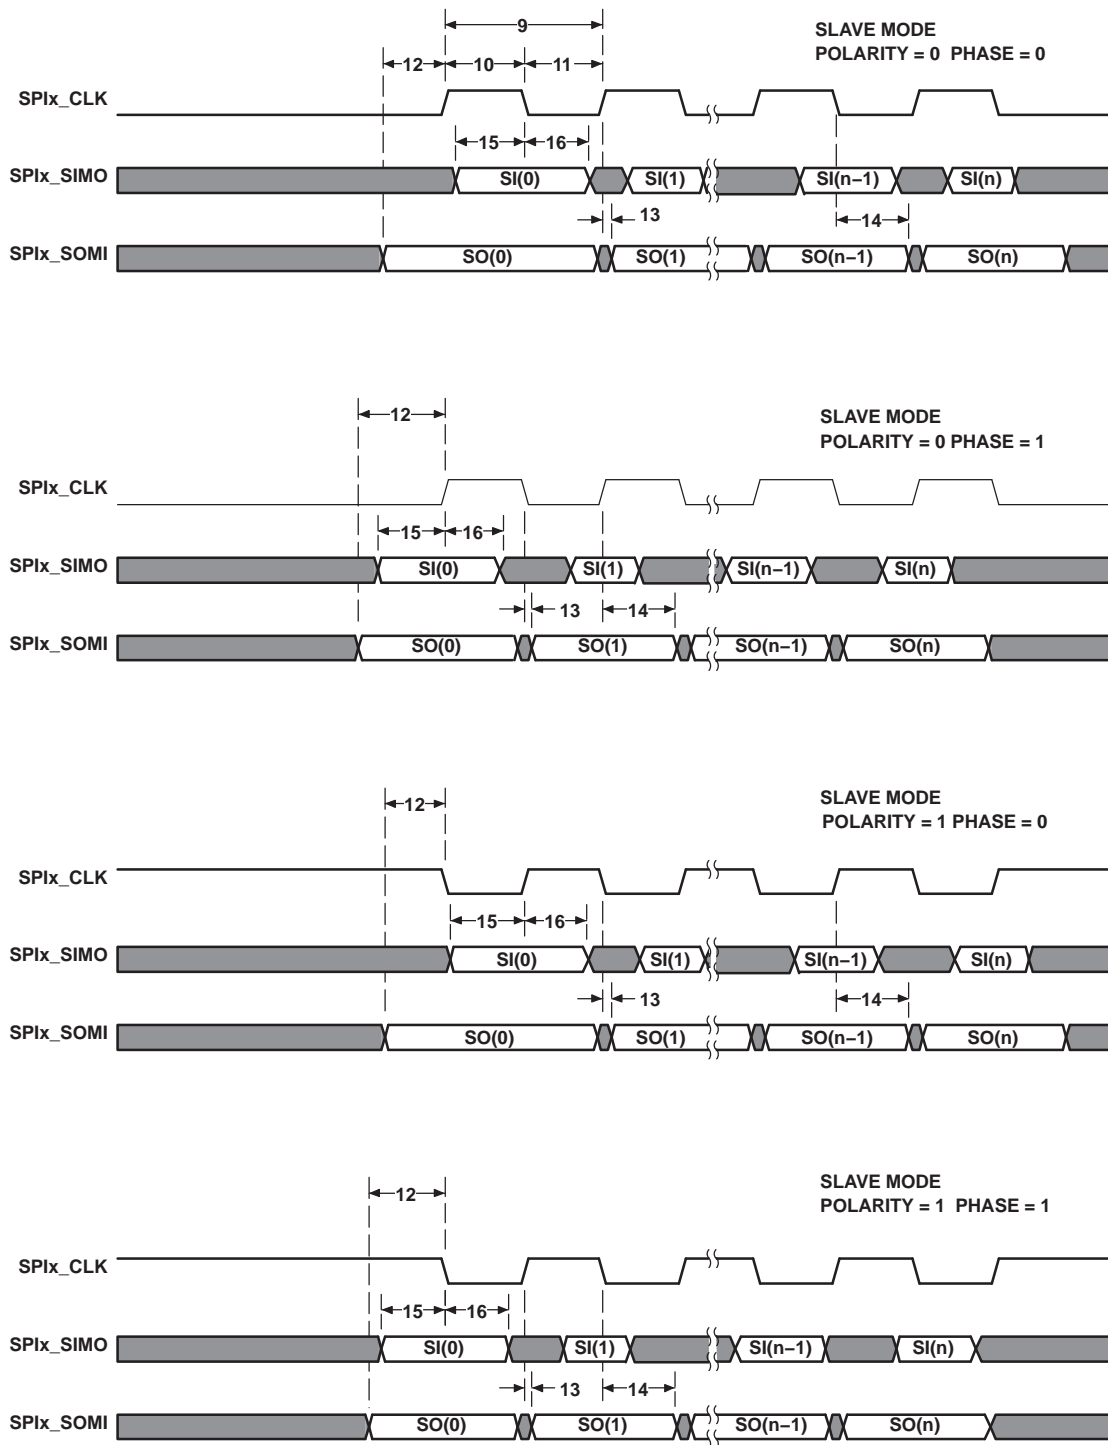 9
SLAVE MODE
POLARITY = 0 PHASE = 0
12 10 11
SPIx_CLK
15 16
SPIx_SIMO SI(0) SI(1) SI(n−1) SI(n)
13 14
SPIx_SOMI SO(0) SO(1) SO(n−1) SO(n)
12
SLAVE MODE
POLARITY = 0 PHASE = 1
SPIx_CLK
15 16
SPIx_SIMO SI(0) SI(1) SI(n−1) SI(n)
13 14
SPIx_SOMI SO(0) SO(1) SO(n−1) SO(n)
12
SLAVE MODE
POLARITY = 1 PHASE = 0
SPIx_CLK
15 16
SPIx_SIMO SI(0) SI(1) SI(n−1) SI(n)
13 14
SPIx_SOMI SO(0) SO(1) SO(n−1) SO(n)
12
SLAVE MODE
POLARITY = 1 PHASE = 1
SPIx_CLK
15 16
SPIx_SIMO SI(0) SI(1) SI(n−1) SI(n)
13 14
SPIx_SOMI SO(0) SO(1) SO(n−1) SO(n)